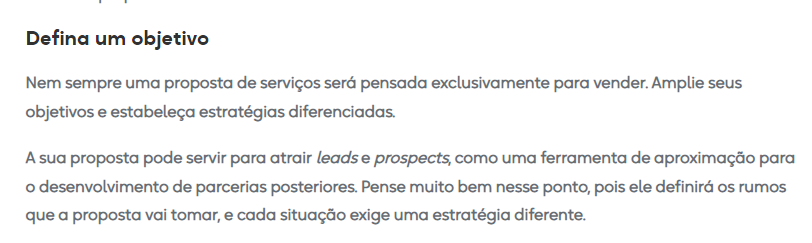 Defina um objetivo
Nem sempre uma proposta de serviços será pensada exclusivamente para vender. Amplie seus
objetivos e estabeleça estratégias diferenciadas.
A sua proposta pode servir para atrair leads e prospects, como uma ferramenta de aproximação para
o desenvolvimento de parcerias posteriores. Pense muito bem nesse ponto, pois ele definirá os rumos
que a proposta vai tomar, e cada situação exige uma estratégia diferente.